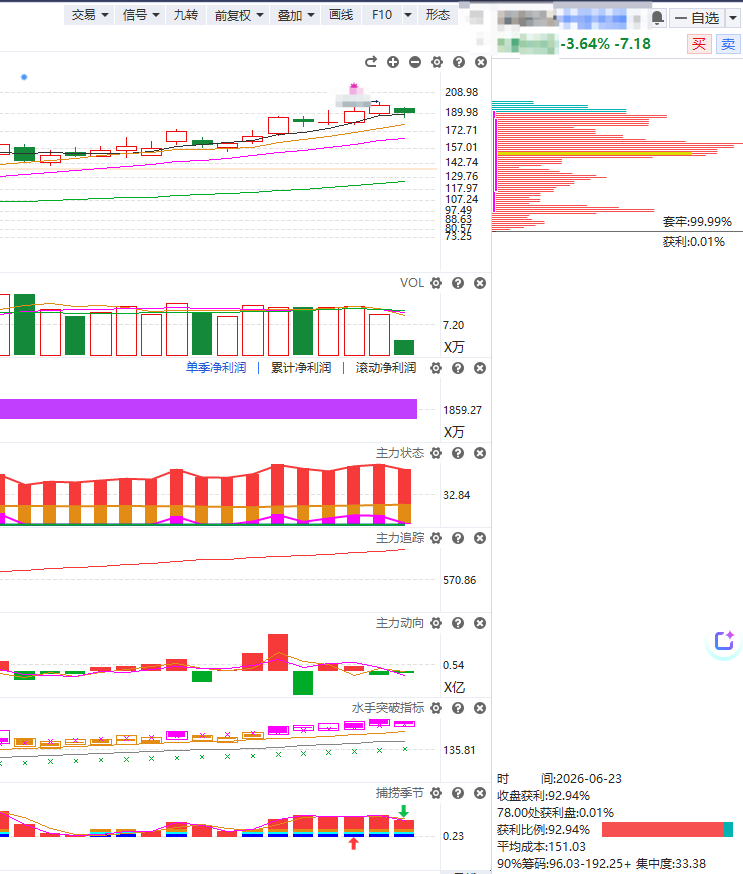 交易 信号 九转 前复权 叠加 画线 F10 形态 自选
-3.64% -7.18 买 卖
208.98
189.98
172.71
157.01
142.74
129.76
117.97
107.24
97.49
88.63
80.57
73.25
套牢:99.99%
获利:0.01%
VOL
7.20
X万
单季净利润 累计净利润 滚动净利润
1859.27
X万
主力状态
32.84
主力追踪
570.86
主力动向
0.54
X亿
水手突破指标
135.81
捕捞季节
0.23
时 间:2026-06-23
收盘获利:92.94%
78.00处获利盘:0.01%
获利比例:92.94%
平均成本:151.03
90%筹码:96.03-192.25+ 集中度:33.38